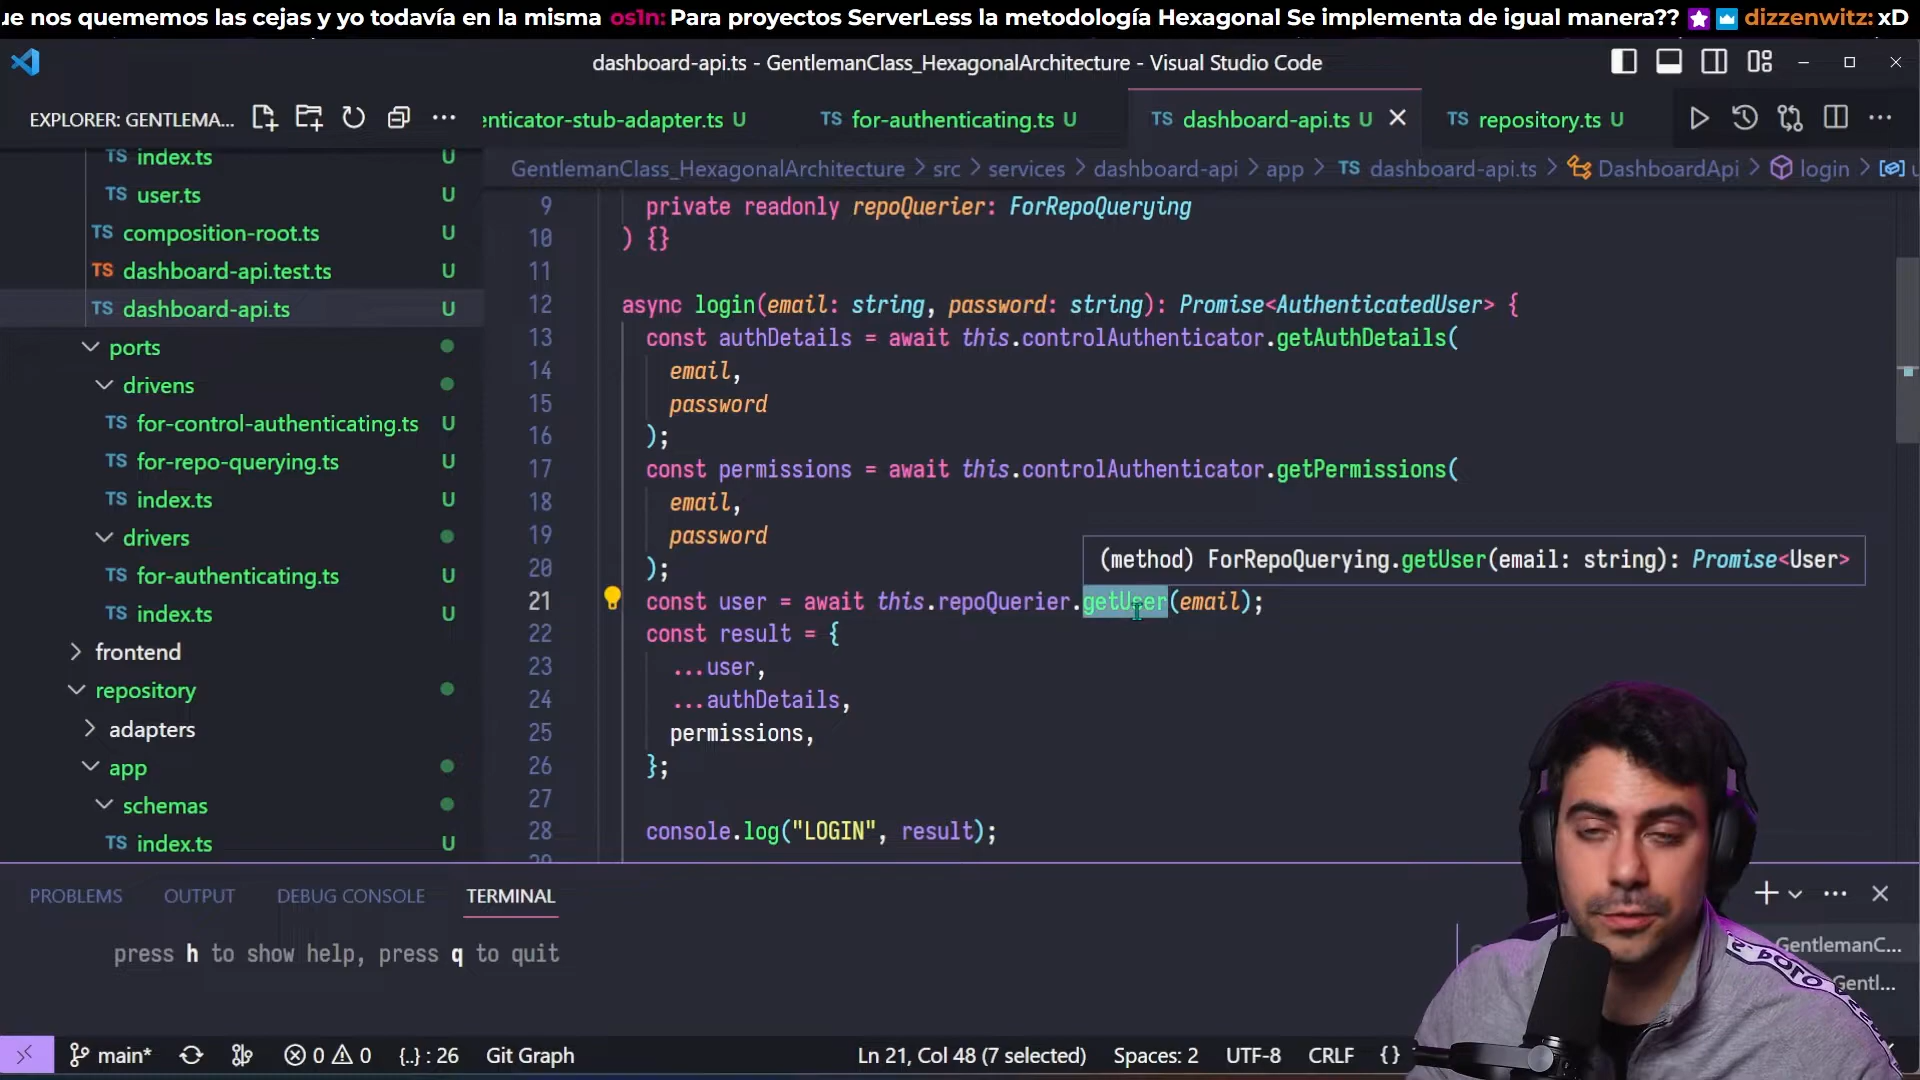 ue nos quememos las cejas y yo todavía en la misma os1n: Para proyectos ServerLess la metodología Hexagonal Se implementa de igual manera?? dizzenwitz: xD
dashboard-api.ts - GentlemanClass_HexagonalArchitecture - Visual Studio Code
EXPLORER: GENTLEMA...
enticator-stub-adapter.ts U
TS for-authenticating.ts U
TS dashboard-api.ts U
TS repository.ts U
GentlemanClass_HexagonalArchitecture > src > services > dashboard-api > app > TS dashboard-api.ts > DashboardApi > login >
TS index.ts U
TS user.ts U
TS composition-root.ts U
TS dashboard-api.test.ts U
TS dashboard-api.ts U
ports
drivens
TS for-control-authenticating.ts U
TS for-repo-querying.ts U
TS index.ts U
drivers
TS for-authenticating.ts U
TS index.ts U
frontend
repository
adapters
app
schemas
TS index.ts U
9 private readonly repoQuerier: ForRepoQuerying
10 ) {}
11
12 async login(email: string, password: string): Promise<AuthenticatedUser> {
13 const authDetails = await this.controlAuthenticator.getAuthDetails(
14 email,
15 password
16 );
17 const permissions = await this.controlAuthenticator.getPermissions(
18 email,
19 password
20 );
(method) ForRepoQuerying.getUser(email: string): Promise<User>
21 const user = await this.repoQuerier.getUser(email);
22 const result = {
23 ...user,
24 ...authDetails,
25 permissions,
26 };
27
28 console.log("LOGIN", result);
PROBLEMS OUTPUT DEBUG CONSOLE TERMINAL
press h to show help, press q to quit
GentlemanC...
Gentl...
main* 0 0 {..} : 26 Git Graph Ln 21, Col 48 (7 selected) Spaces: 2 UTF-8 CRLF {}